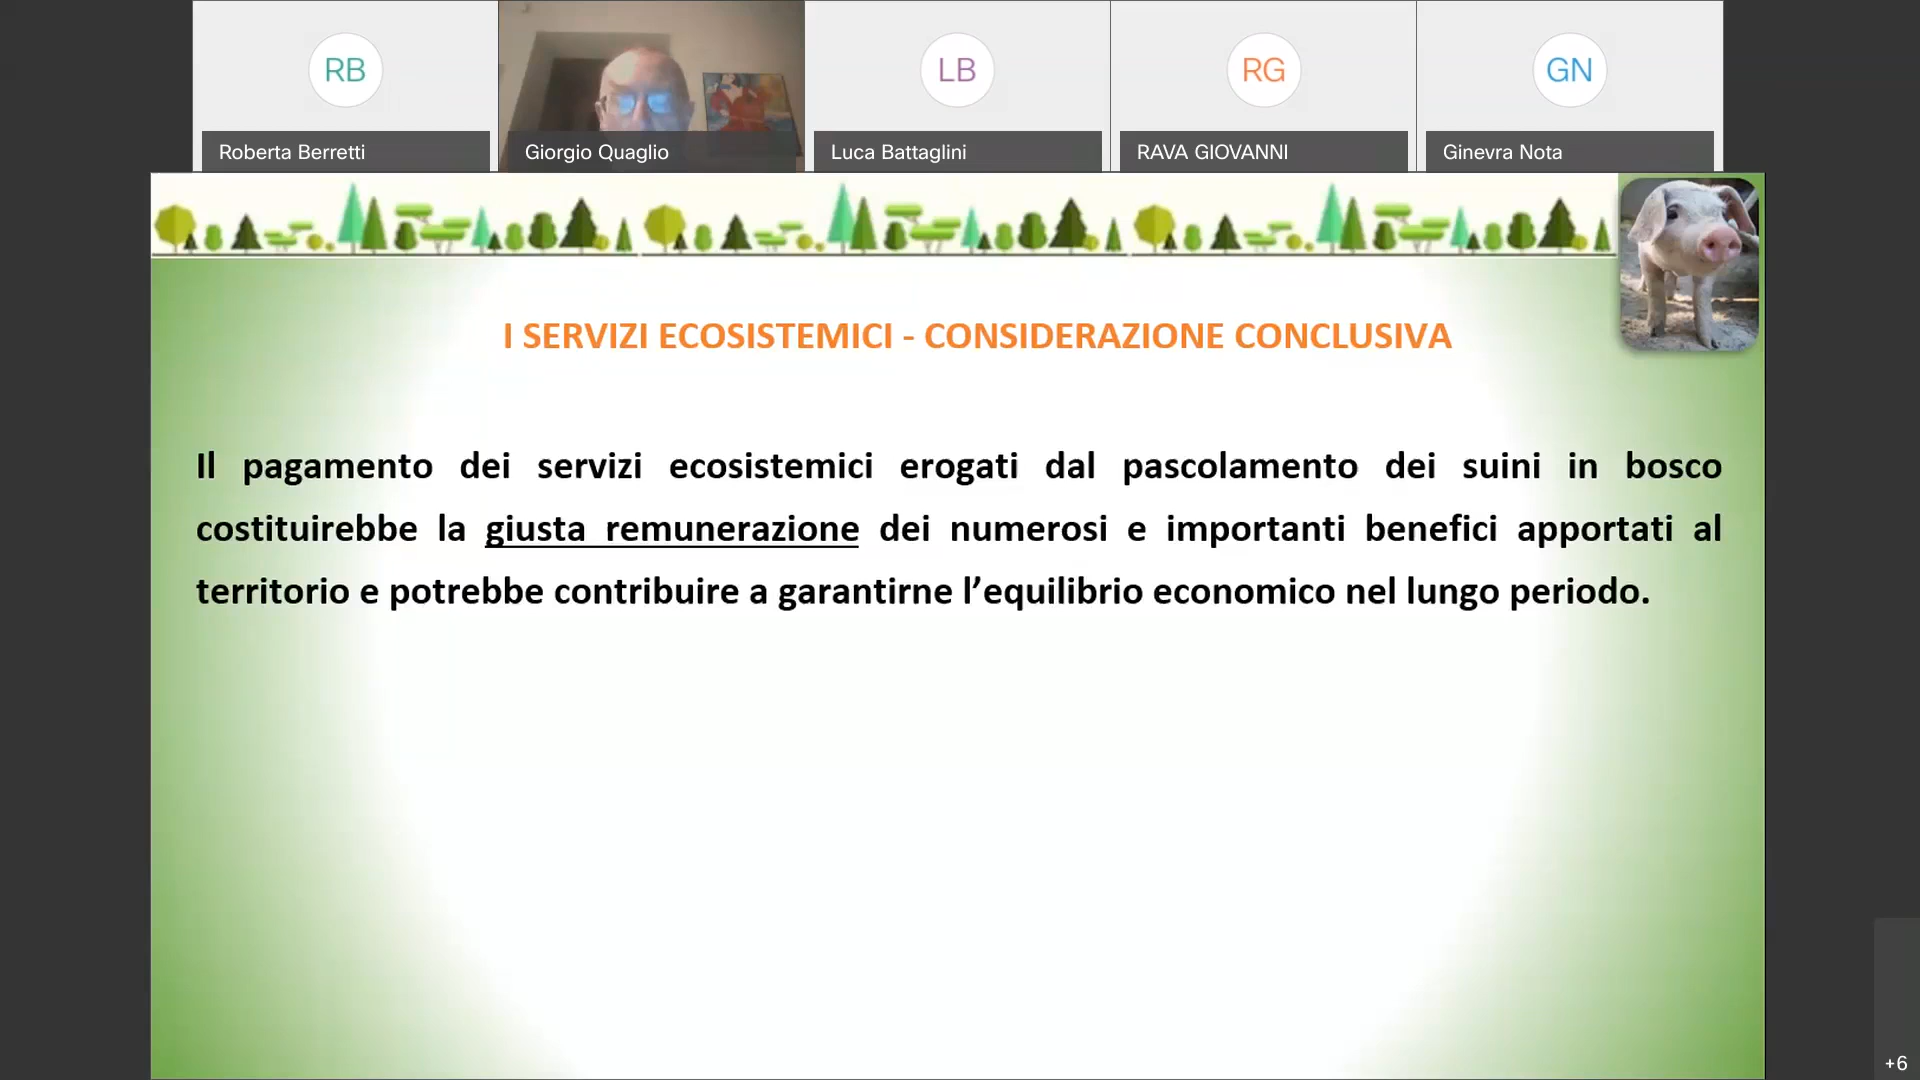 RB
LB
RG
GN
Roberta Berretti
Giorgio Quaglio
Luca Battaglini
RAVA GIOVANNI
Ginevra Nota
I SERVIZI ECOSISTEMICI - CONSIDERAZIONE CONCLUSIVA
Il pagamento dei servizi ecosistemici erogati dal pascolamento dei suini in bosco
costituirebbe la giusta remunerazione dei numerosi e importanti benefici apportati al
territorio e potrebbe contribuire a garantirne l’equilibrio economico nel lungo periodo.
+6